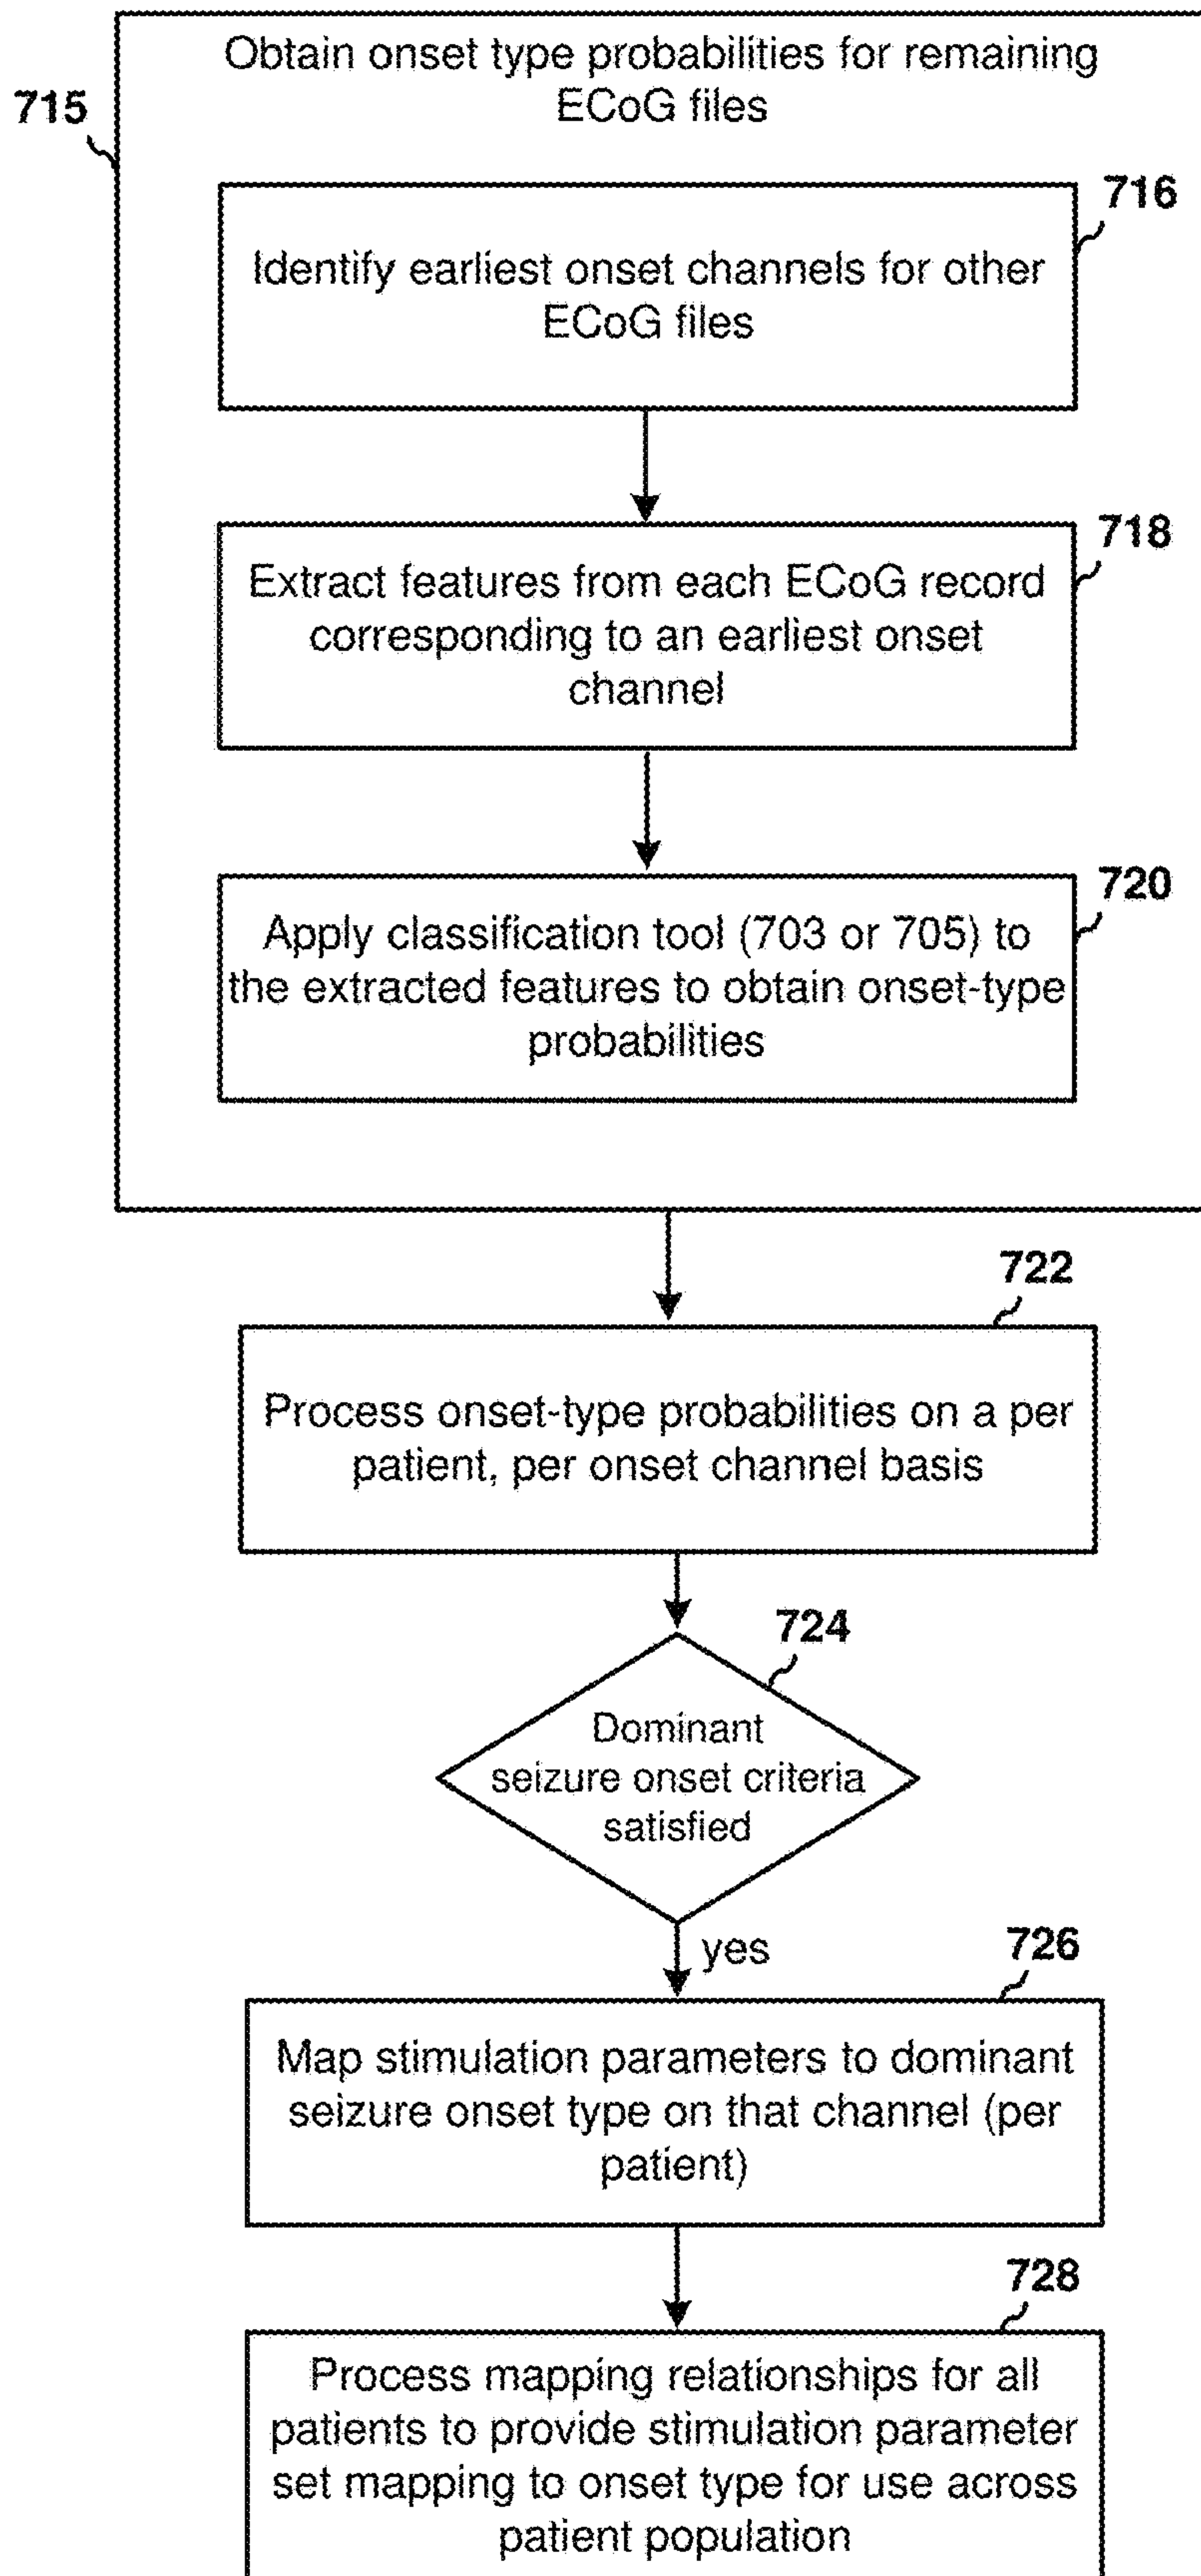 Obtain onset type probabilities for remaining
ECoG files
715
716
Identify earliest onset channels for other
ECoG files
718
Extract features from each ECoG record
corresponding to an earliest onset
channel
720
Apply classification tool (703 or 705) to
the extracted features to obtain onset-type
probabilities
722
Process onset-type probabilities on a per
patient, per onset channel basis
724
Dominant
seizure onset criteria
satisfied
yes
726
Map stimulation parameters to dominant
seizure onset type on that channel (per
patient)
728
Process mapping relationships for all
patients to provide stimulation parameter
set mapping to onset type for use across
patient population